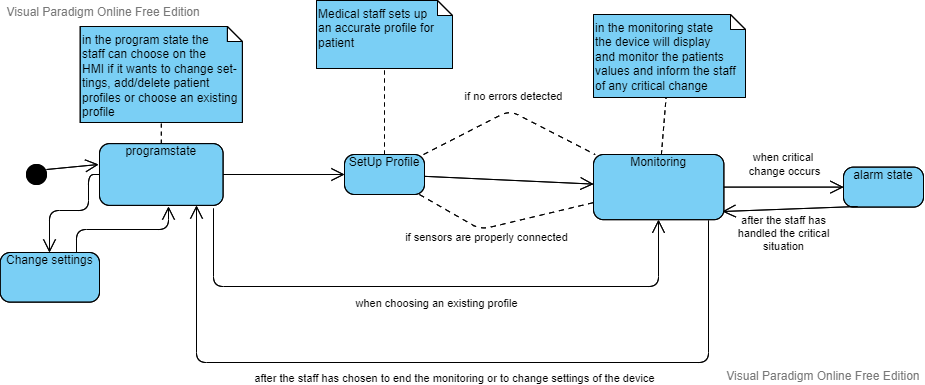 Visual Paradigm Online Free Edition
in the program state the
staff can choose on the
HMI if it wants to change set-
tings, add/delete patient
profiles or choose an existing
profile
Medical staff sets up
an accurate profile for
patient
in the monitoring state
the device will display
and monitor the patients
values and inform the staff
of any critical change
if no errors detected
programstate
SetUp Profile
Monitoring
when critical
change occurs
alarm state
after the staff has
handled the critical
situation
if sensors are properly connected
Change settings
when choosing an existing profile
after the staff has chosen to end the monitoring or to change settings of the device
Visual Paradigm Online Free Edition